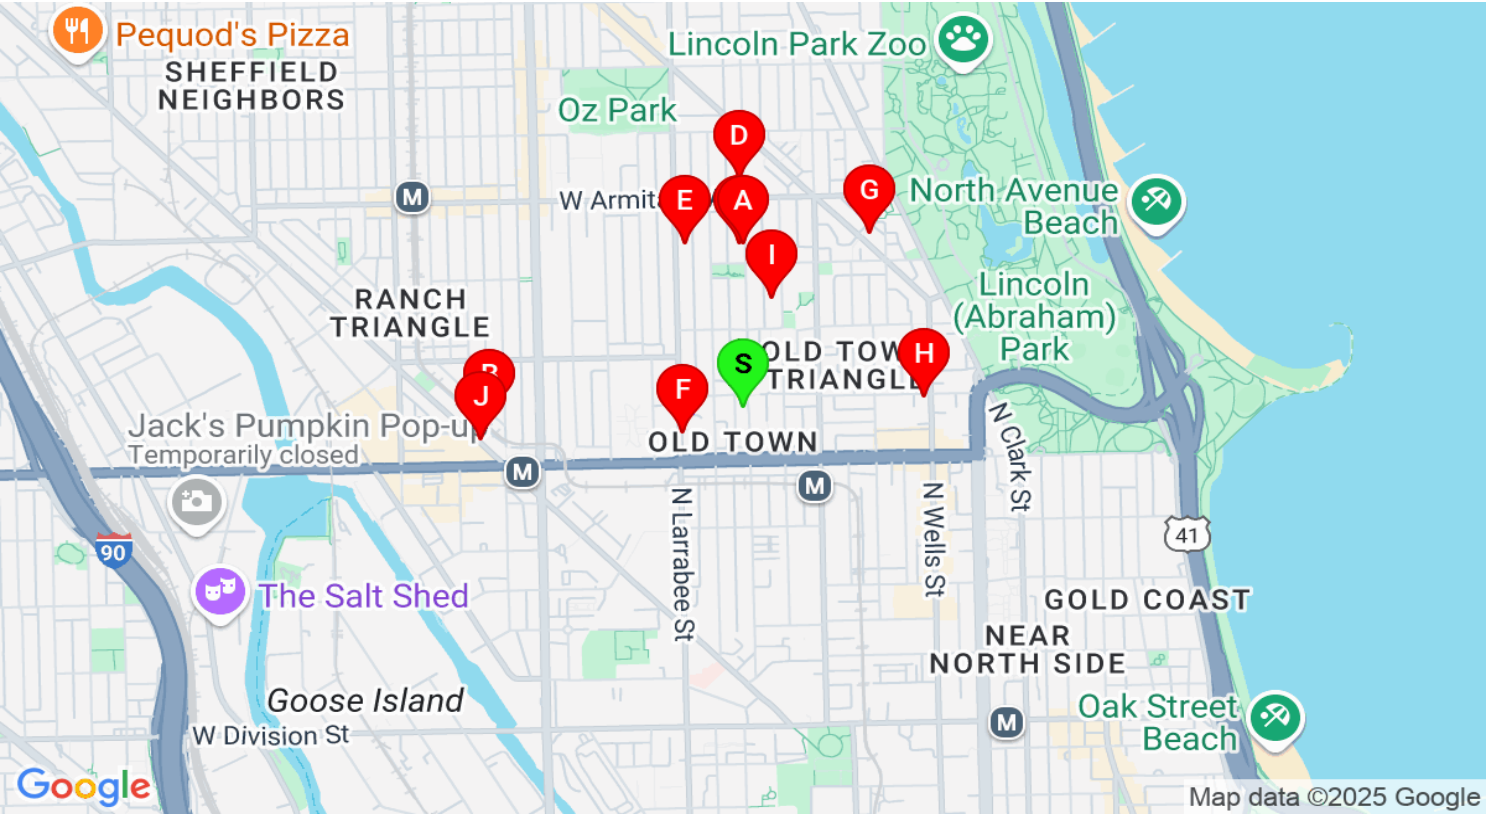 Pequod's Pizza
SHEFFIELD
NEIGHBORS
Lincoln Park Zoo
Oz Park
D
M
W Armit
E
A
G
North Avenue
Beach
I
RANCH
TRIANGLE
Lincoln
(Abraham)
Park
S
OLD TOW
TRIANGLE
H
B
J
F
Jack's Pumpkin Pop-up
Temporarily closed
OLD TOWN
M
M
N Clark St
N Larrabee St
N Wells St
90
41
The Salt Shed
GOLD COAST
NEAR
NORTH SIDE
Goose Island
W Division St
M
Oak Street
Beach
Google
Map data ©2025 Google